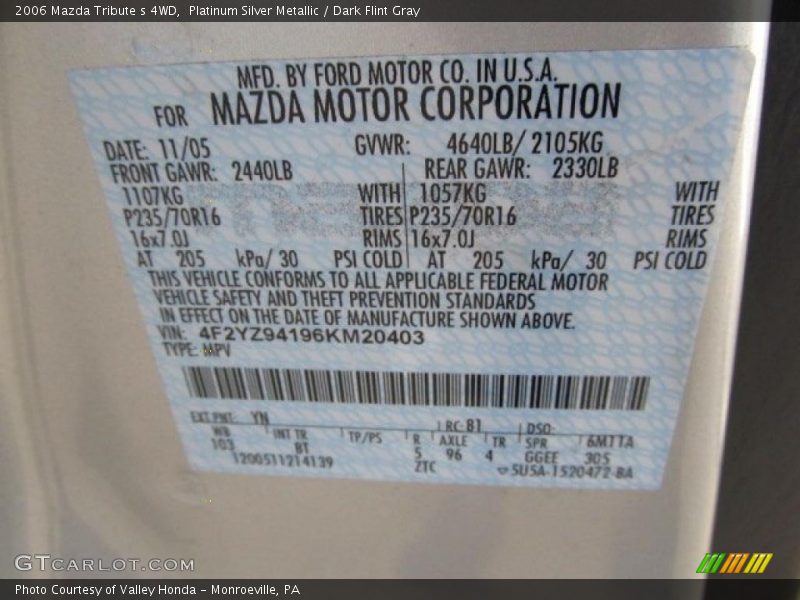 2006 Mazda Tribute s 4WD, Platinum Silver Metallic / Dark Flint Gray
MFD. BY FORD MOTOR CO. IN U.S.A.
FOR MAZDA MOTOR CORPORATION
DATE: 11/05 GVWR: 4640LB/ 2105KG
FRONT GAWR: 2440LB REAR GAWR: 2330LB
1107KG WITH 1057KG WITH
P235/70R16 TIRES P235/70R16 TIRES
16x7.0J RIMS 16x7.0J RIMS
AT 205 kPa/ 30 PSI COLD AT 205 kPa/ 30 PSI COLD
THIS VEHICLE CONFORMS TO ALL APPLICABLE FEDERAL MOTOR
VEHICLE SAFETY AND THEFT PREVENTION STANDARDS
IN EFFECT ON THE DATE OF MANUFACTURE SHOWN ABOVE.
VIN: 4F2YZ94196KM20403
TYPE: MPV
EXT PNT: YN RC: 81 DSO:
WB INT TR TP/PS R AXLE TR SPR 6M11A
103 8T 5 96 4 GGEE 305
1200511214139 ZTC 5U5A-1520472-BA
GTCARLOT.COM
Photo Courtesy of Valley Honda - Monroeville, PA